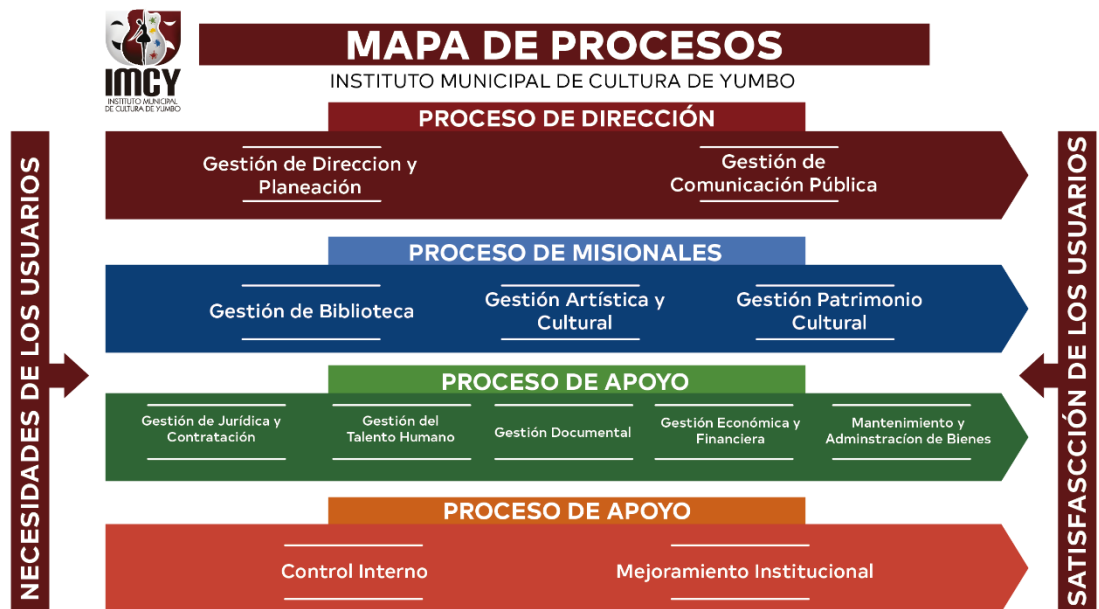 IMCY
INSTITUTO MUNICIPAL
DE CULTURA DE YUMBO
MAPA DE PROCESOS
INSTITUTO MUNICIPAL DE CULTURA DE YUMBO
NECESIDADES DE LOS USUARIOS
PROCESO DE DIRECCIÓN
Gestión de Direccion y
Planeación
Gestión de
Comunicación Pública
PROCESO DE MISIONALES
Gestión de Biblioteca
Gestión Artística y
Cultural
Gestión Patrimonio
Cultural
PROCESO DE APOYO
Gestión de Jurídica y
Contratación
Gestión del
Talento Humano
Gestión Documental
Gestión Económica y
Financiera
Mantenimiento y
Adminstracíon de Bienes
PROCESO DE APOYO
Control Interno
Mejoramiento Institucional
SATISFASCCIÓN DE LOS USUARIOS